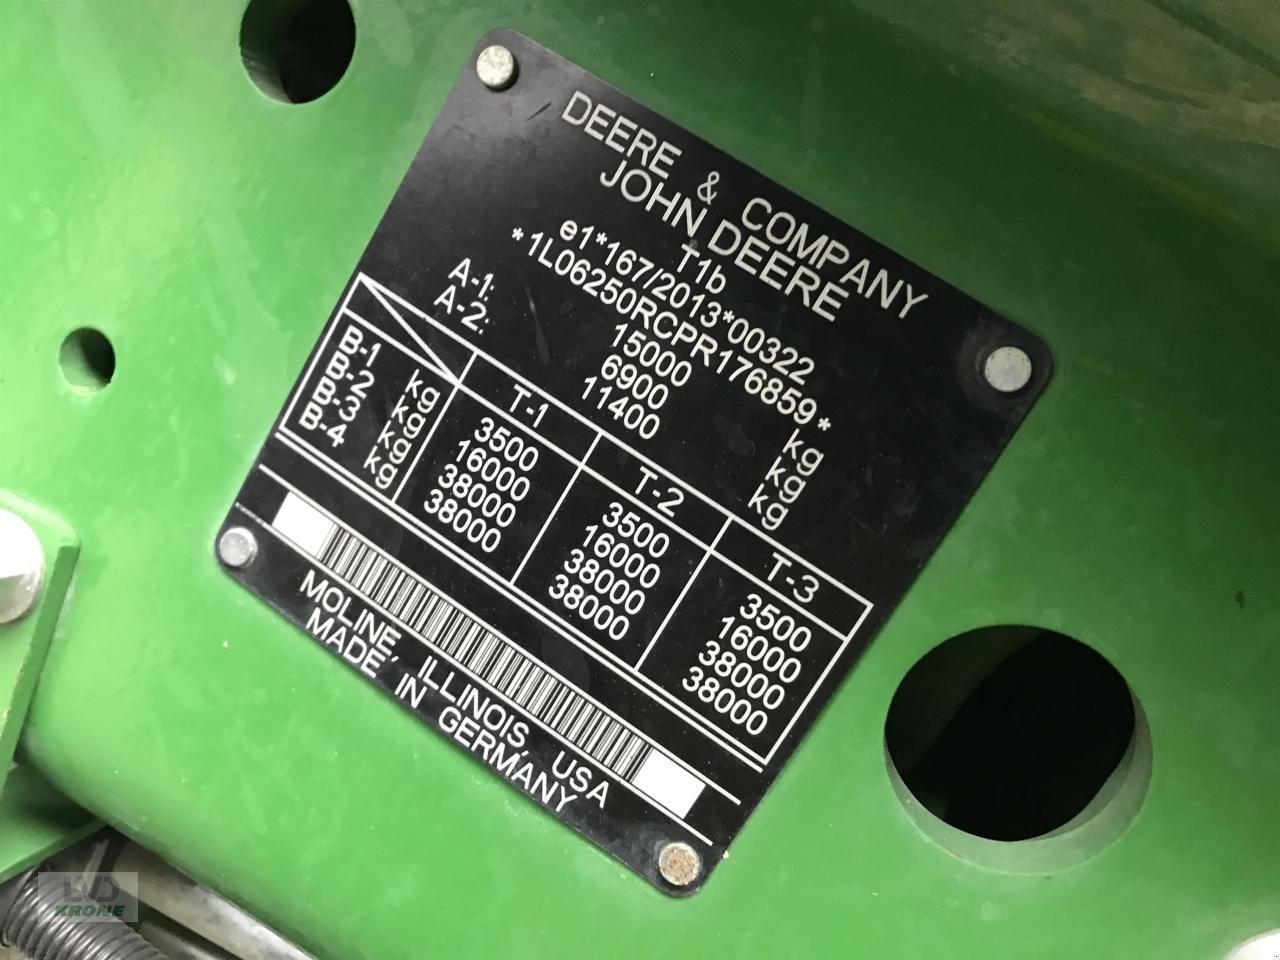 DEERE & COMPANY
JOHN DEERE
T1b
e1*167/2013*00322
*1L06250RCPR176859*
15000 kg
A-1: 6900 kg
A-2: 11400 kg
T-1 T-2 T-3
B-1 kg 3500 3500 3500
B-2 kg 16000 16000 16000
B-3 kg 38000 38000 38000
B-4 kg 38000 38000 38000
MOLINE, ILLINOIS, USA
MADE IN GERMANY
LVD
KRONE